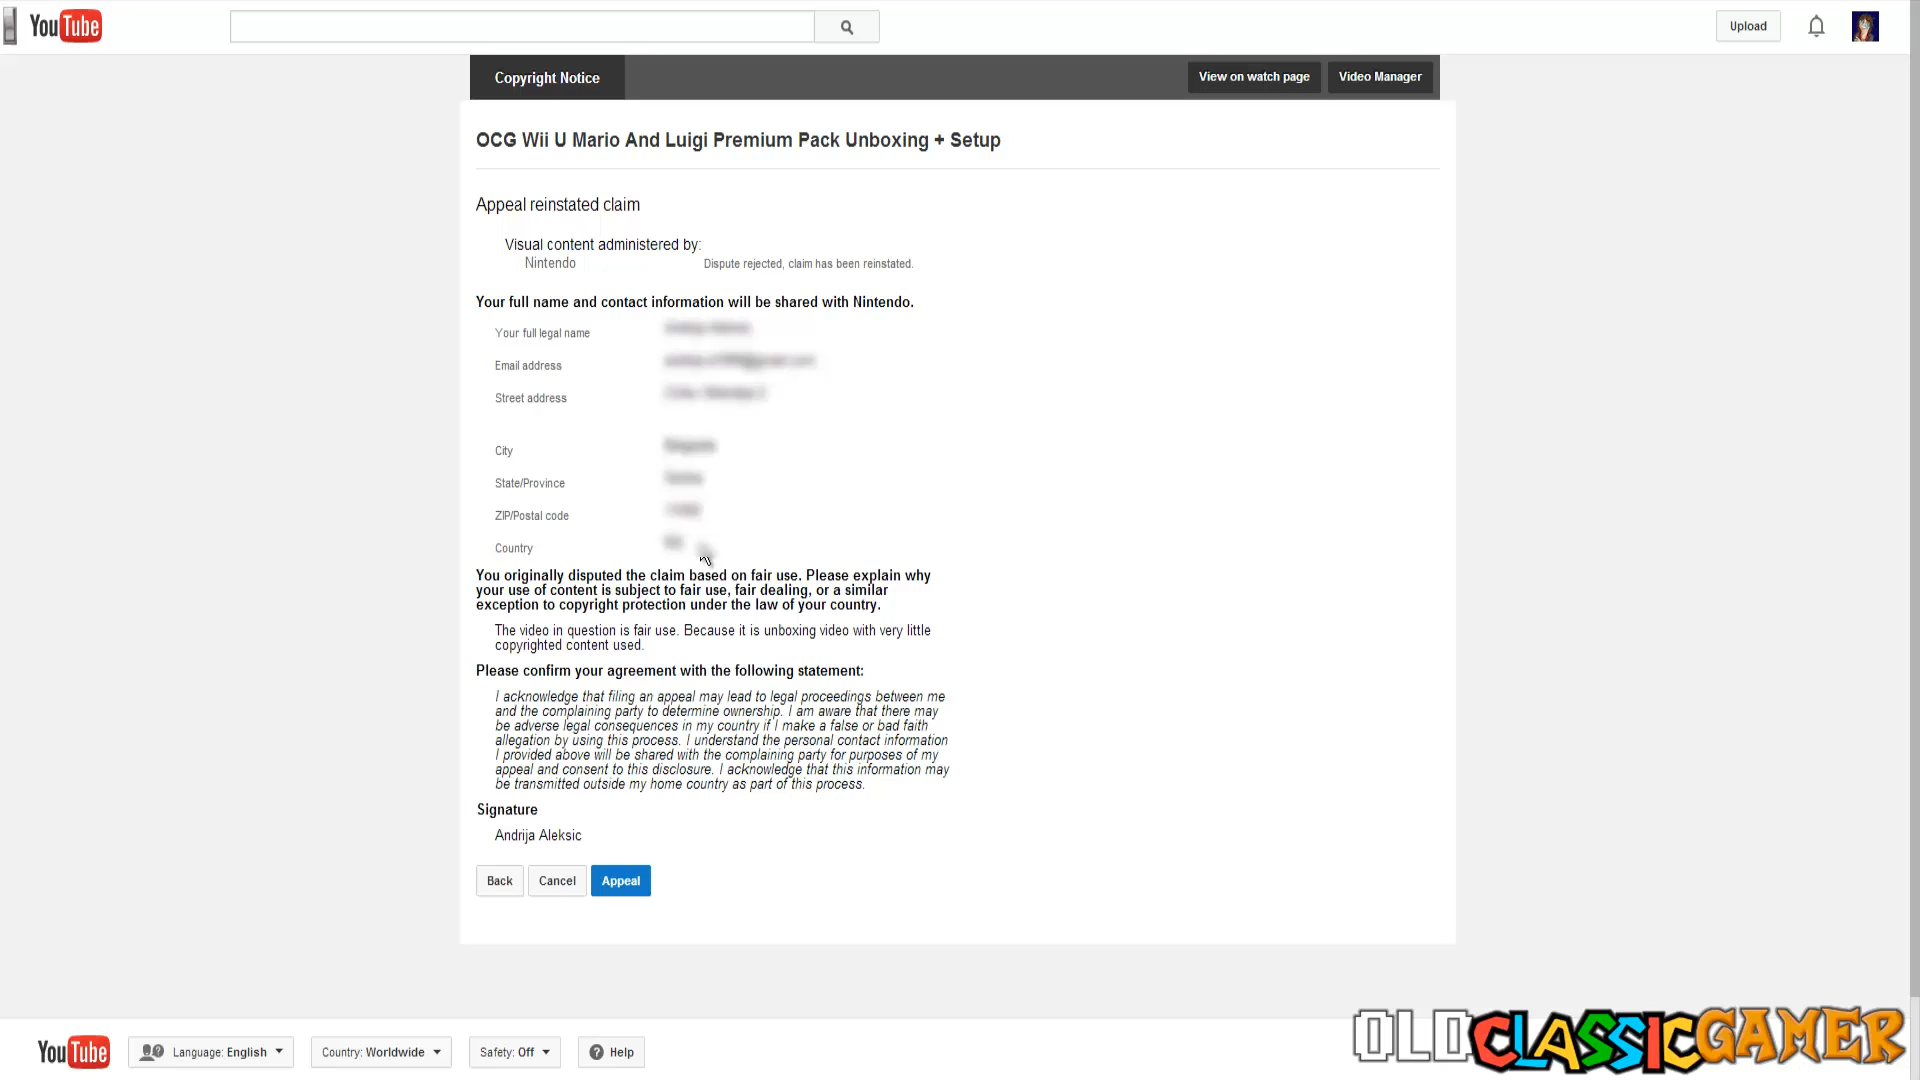 YouTube
Upload
Copyright Notice
View on watch page
Video Manager
OCG Wii U Mario And Luigi Premium Pack Unboxing + Setup
Appeal reinstated claim
Visual content administered by:
Nintendo
Dispute rejected, claim has been reinstated.
Your full name and contact information will be shared with Nintendo.
Your full legal name
Email address
Street address
City
State/Province
ZIP/Postal code
Country
You originally disputed the claim based on fair use. Please explain why
your use of content is subject to fair use, fair dealing, or a similar
exception to copyright protection under the law of your country.
The video in question is fair use. Because it is unboxing video with very little
copyrighted content used.
Please confirm your agreement with the following statement:
I acknowledge that filing an appeal may lead to legal proceedings between me
and the complaining party to determine ownership. I am aware that there may
be adverse legal consequences in my country if I make a false or bad faith
allegation by using this process. I understand the personal contact information
I provided above will be shared with the complaining party for purposes of my
appeal and consent to this disclosure. I acknowledge that this information may
be transmitted outside my home country as part of this process.
Signature
Andrija Aleksic
Back
Cancel
Appeal
YouTube
Language: English
Country: Worldwide
Safety: Off
Help
OLDCLASSICGAMER